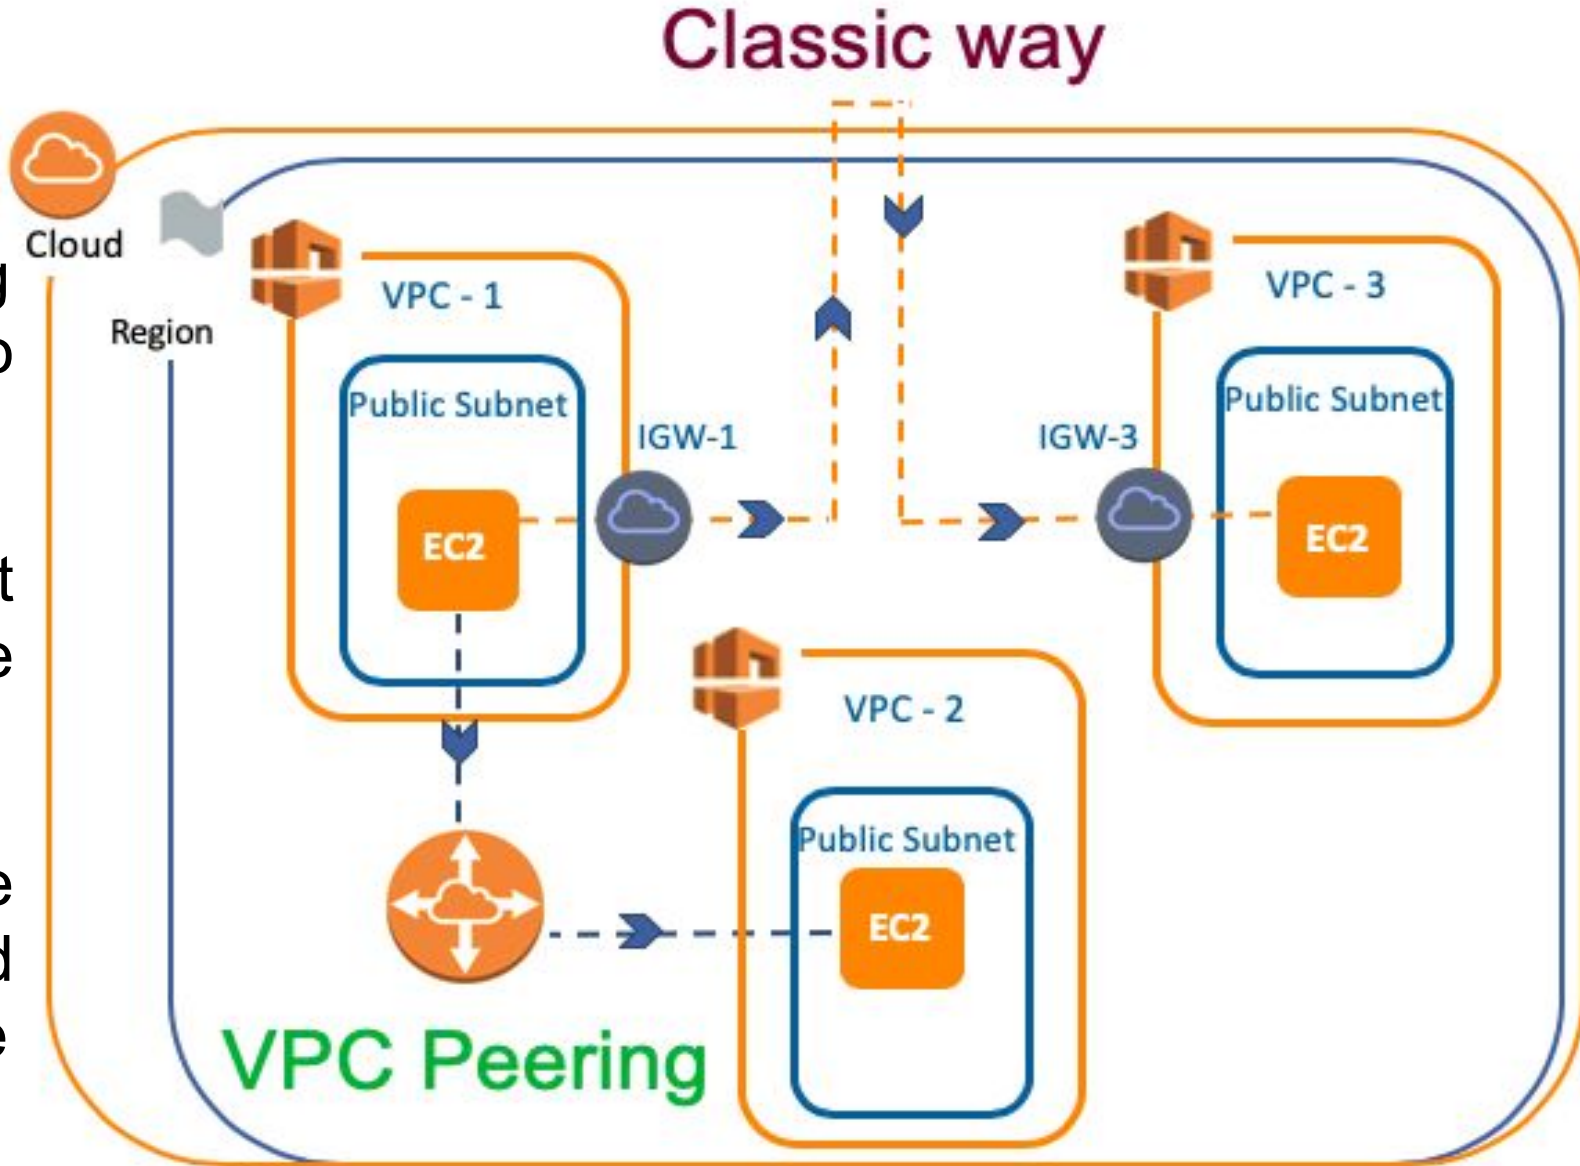 Classic way
Cloud
Region
VPC - 1
Public Subnet
EC2
IGW-1
IGW-3
VPC - 3
Public Subnet
EC2
VPC - 2
Public Subnet
EC2
VPC Peering